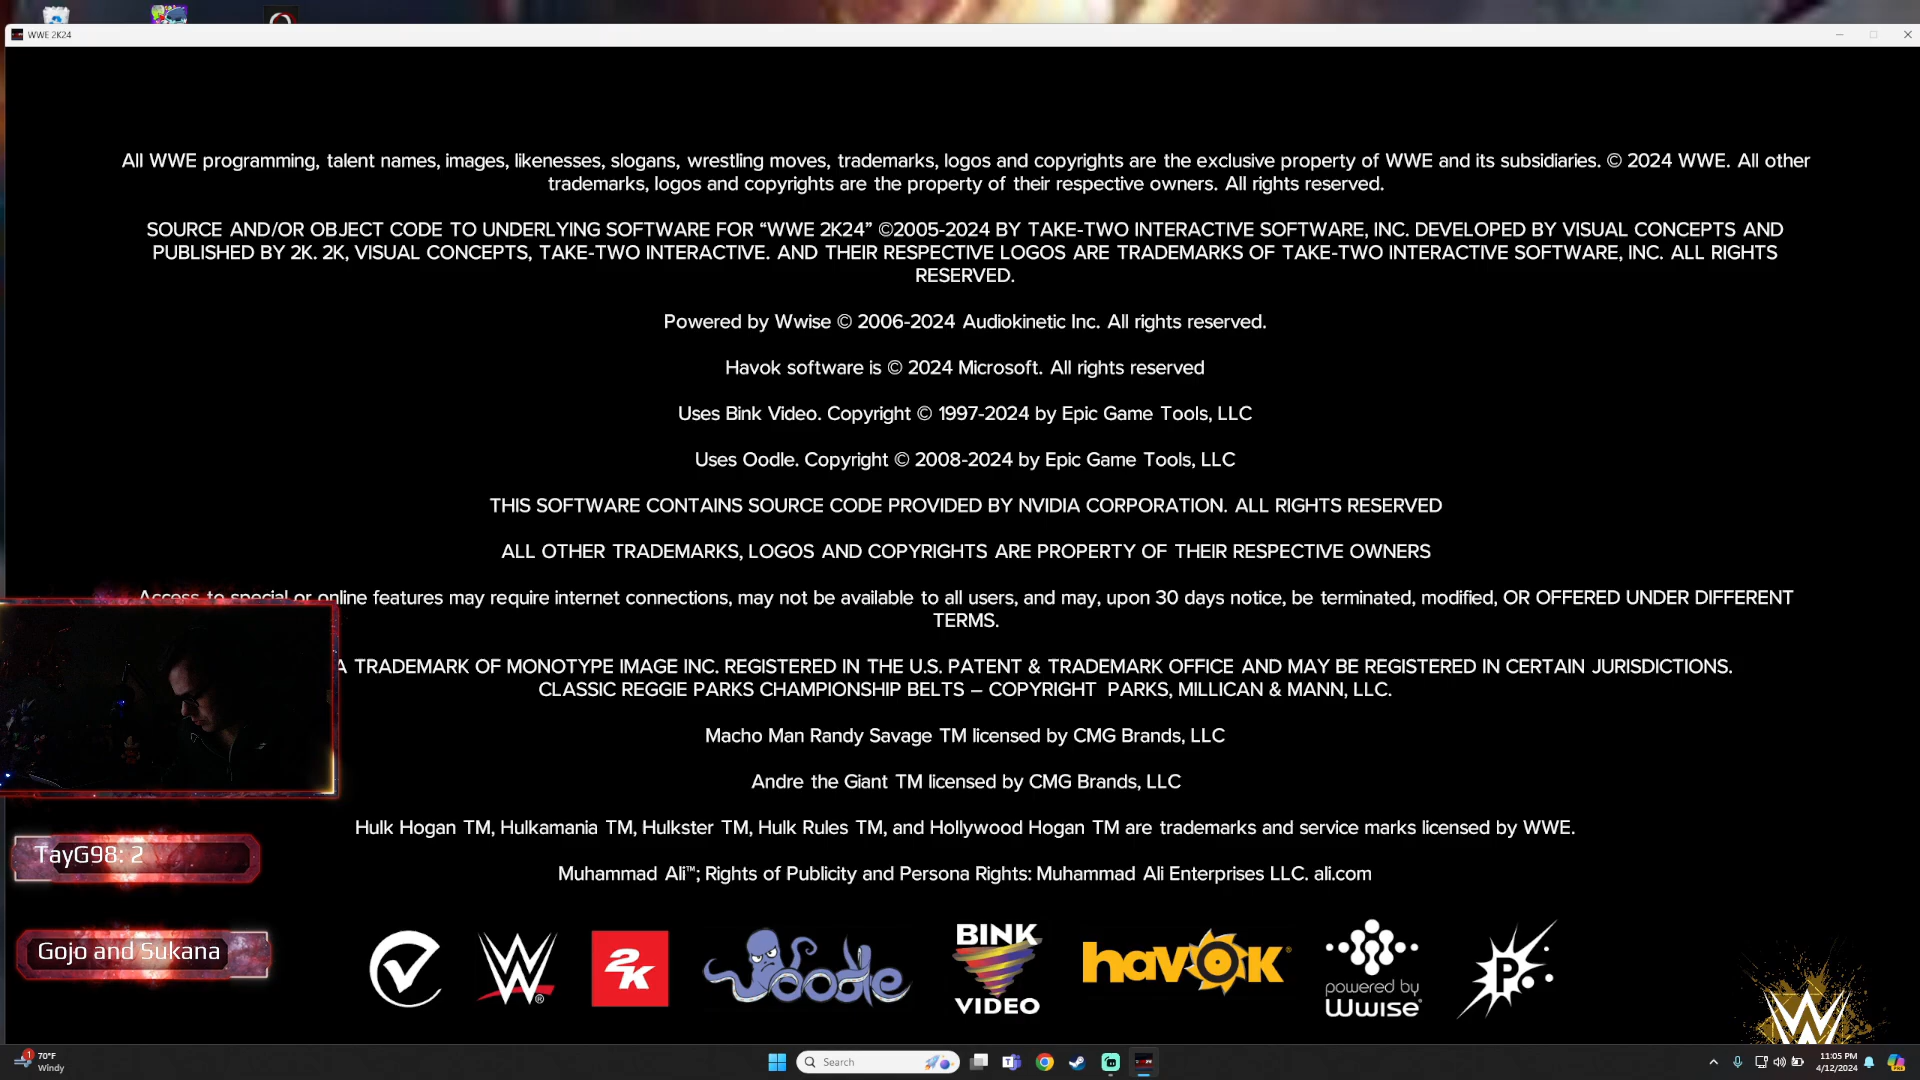 WWE 2K24
All WWE programming, talent names, images, likenesses, slogans, wrestling moves, trademarks, logos and copyrights are the exclusive property of WWE and its subsidiaries. © 2024 WWE. All other
trademarks, logos and copyrights are the property of their respective owners. All rights reserved.
SOURCE AND/OR OBJECT CODE TO UNDERLYING SOFTWARE FOR “WWE 2K24” ©2005-2024 BY TAKE-TWO INTERACTIVE SOFTWARE, INC. DEVELOPED BY VISUAL CONCEPTS AND
PUBLISHED BY 2K. 2K, VISUAL CONCEPTS, TAKE-TWO INTERACTIVE. AND THEIR RESPECTIVE LOGOS ARE TRADEMARKS OF TAKE-TWO INTERACTIVE SOFTWARE, INC. ALL RIGHTS
RESERVED.
Powered by Wwise © 2006-2024 Audiokinetic Inc. All rights reserved.
Havok software is © 2024 Microsoft. All rights reserved
Uses Bink Video. Copyright © 1997-2024 by Epic Game Tools, LLC
Uses Oodle. Copyright © 2008-2024 by Epic Game Tools, LLC
THIS SOFTWARE CONTAINS SOURCE CODE PROVIDED BY NVIDIA CORPORATION. ALL RIGHTS RESERVED
ALL OTHER TRADEMARKS, LOGOS AND COPYRIGHTS ARE PROPERTY OF THEIR RESPECTIVE OWNERS
Access to special or online features may require internet connections, may not be available to all users, and may, upon 30 days notice, be terminated, modified, OR OFFERED UNDER DIFFERENT
TERMS.
A TRADEMARK OF MONOTYPE IMAGE INC. REGISTERED IN THE U.S. PATENT & TRADEMARK OFFICE AND MAY BE REGISTERED IN CERTAIN JURISDICTIONS.
CLASSIC REGGIE PARKS CHAMPIONSHIP BELTS – COPYRIGHT PARKS, MILLICAN & MANN, LLC.
Macho Man Randy Savage TM licensed by CMG Brands, LLC
Andre the Giant TM licensed by CMG Brands, LLC
Hulk Hogan TM, Hulkamania TM, Hulkster TM, Hulk Rules TM, and Hollywood Hogan TM are trademarks and service marks licensed by WWE.
Muhammad Ali™; Rights of Publicity and Persona Rights: Muhammad Ali Enterprises LLC. ali.com
TayG98: 2
Gojo and Sukana
W
2K
oodle
BINK
VIDEO
havok
powered by
Wwise
P
W
1
70°F
Windy
Search
11:05 PM
4/12/2024